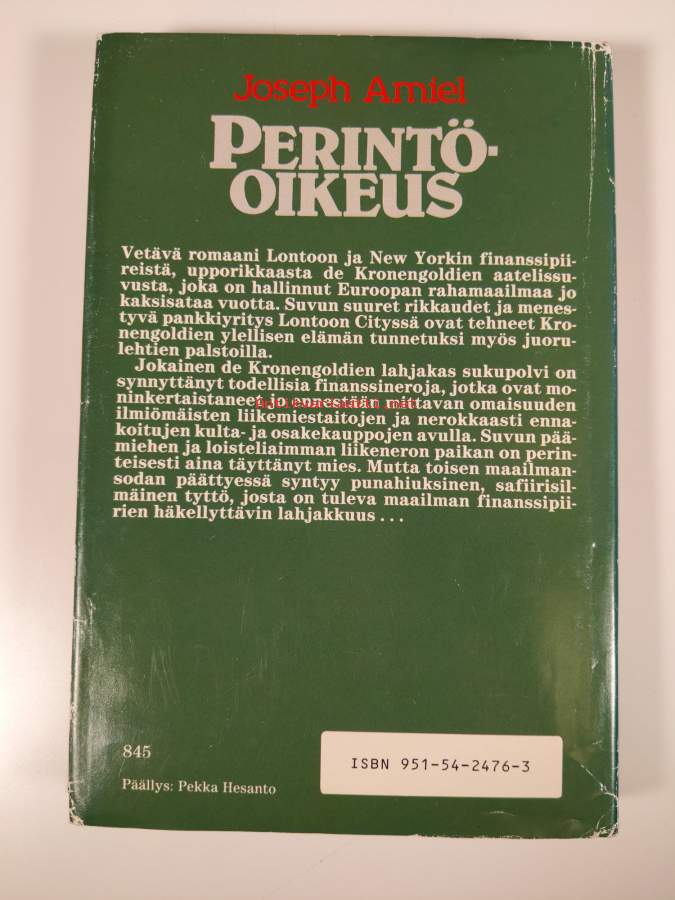 Joseph Amiel
PERINTÖ-
OIKEUS
Vetävä romaani Lontoon ja New Yorkin finanssipii-
reistä, upporikkaasta de Kronengoldien aatelissu-
vusta, joka on hallinnut Euroopan rahamaailmaa jo
kaksisataa vuotta. Suvun suuret rikkaudet ja menes-
tyvä pankkiyritys Lontoon Cityssä ovat tehneet Kro-
nengoldien ylellisen elämän tunnetuksi myös juoru-
lehtien palstoilla.
Jokainen de Kronengoldien lahjakas sukupolvi on
synnyttänyt todellisia finanssineroja, jotka ovat mo-
ninkertaistaneet jo ennestään mittavan omaisuuden
ilmiömäisten liikemiestaitojen ja nerokkaasti enna-
koitujen kulta- ja osakekauppojen avulla. Suvun pää-
miehen ja loisteliaimman liikeneron paikan on perin-
teisesti aina täyttänyt mies. Mutta toisen maailman-
sodan päättyessä syntyy punahiuksinen, safiirisil-
mäinen tyttö, josta on tuleva maailman finanssipii-
rien häkellyttävin lahjakkuus . . .
845
ISBN 951-54-2476-3
Päällys: Pekka Hesanto